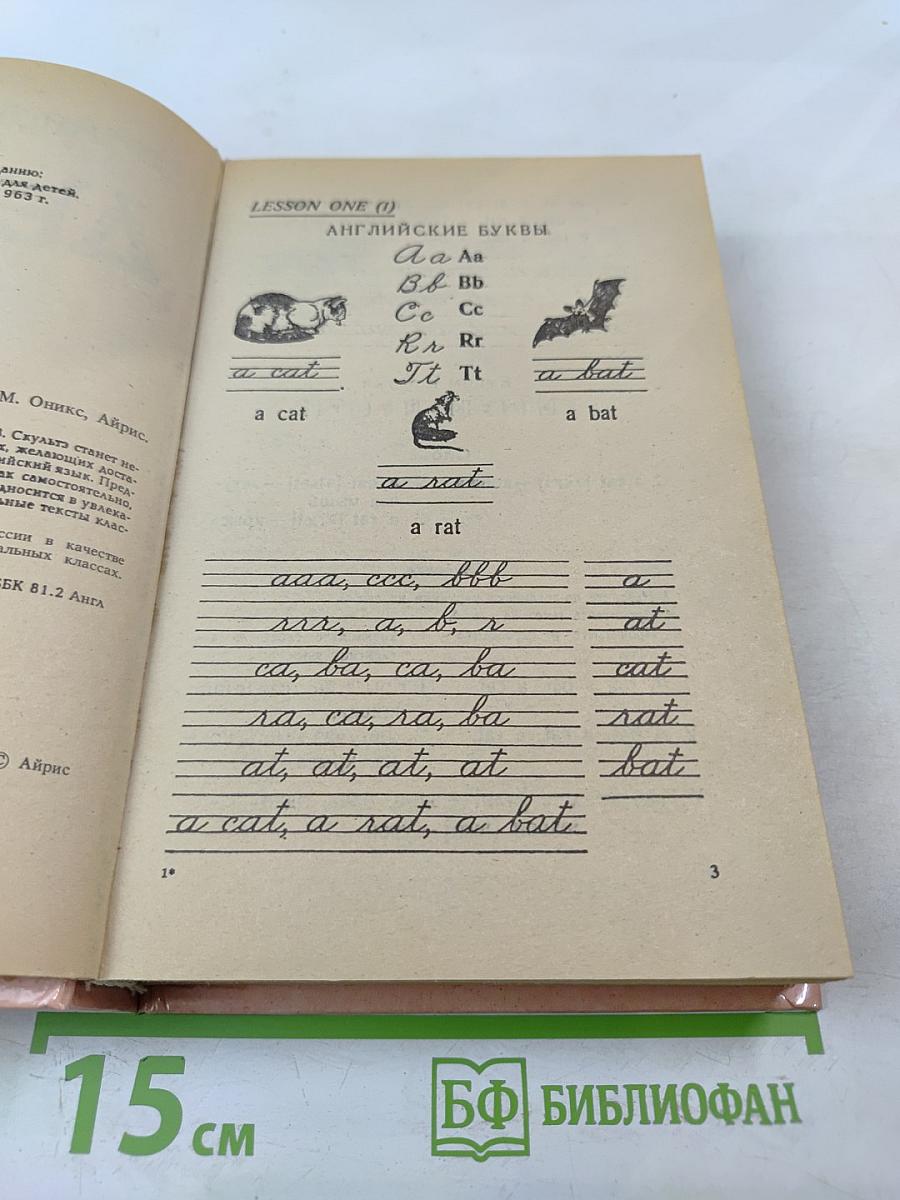 анию:
для детей.
963 г.
М. Оникс, Айрис.
Скультэ станет не-
х, желающих доста-
ийский язык. Пред-
ак самостоятельно,
дносится в увлека-
ьные тексты клас-
ссии в качестве
альных классах.
БК 81.2 Англ
© Айрис
LESSON ONE (1)
АНГЛИЙСКИЕ БУКВЫ
Aa Aa
Bb Bb
Cc Cc
Rr Rr
Tt Tt
a cat
a cat
a bat
a bat
a rat
a rat
aaa, ccc, bbb
a
rrr, a, b, r
at
ca, ba, ca, ba
cat
ra, ca, ra, ba
rat
at, at, at, at
bat
a cat, a rat, a bat
1*
3
15 см
БФ БИБЛИОФАН